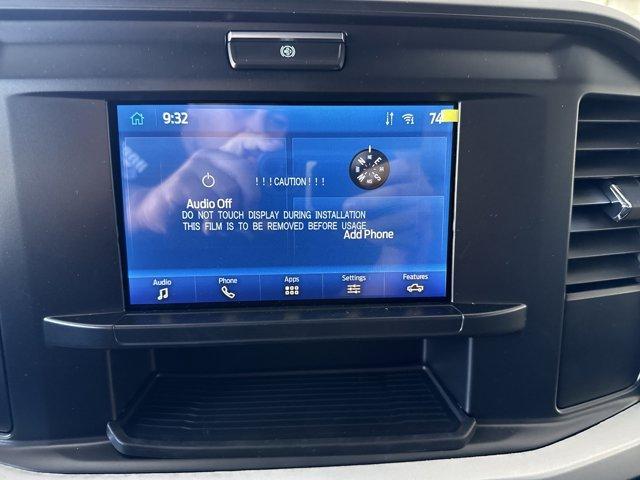 9:32
74
!!!CAUTION!!!
Audio Off
DO NOT TOUCH DISPLAY DURING INSTALLATION
THIS FILM IS TO BE REMOVED BEFORE USAGE
Add Phone
Audio Phone Apps Settings Features